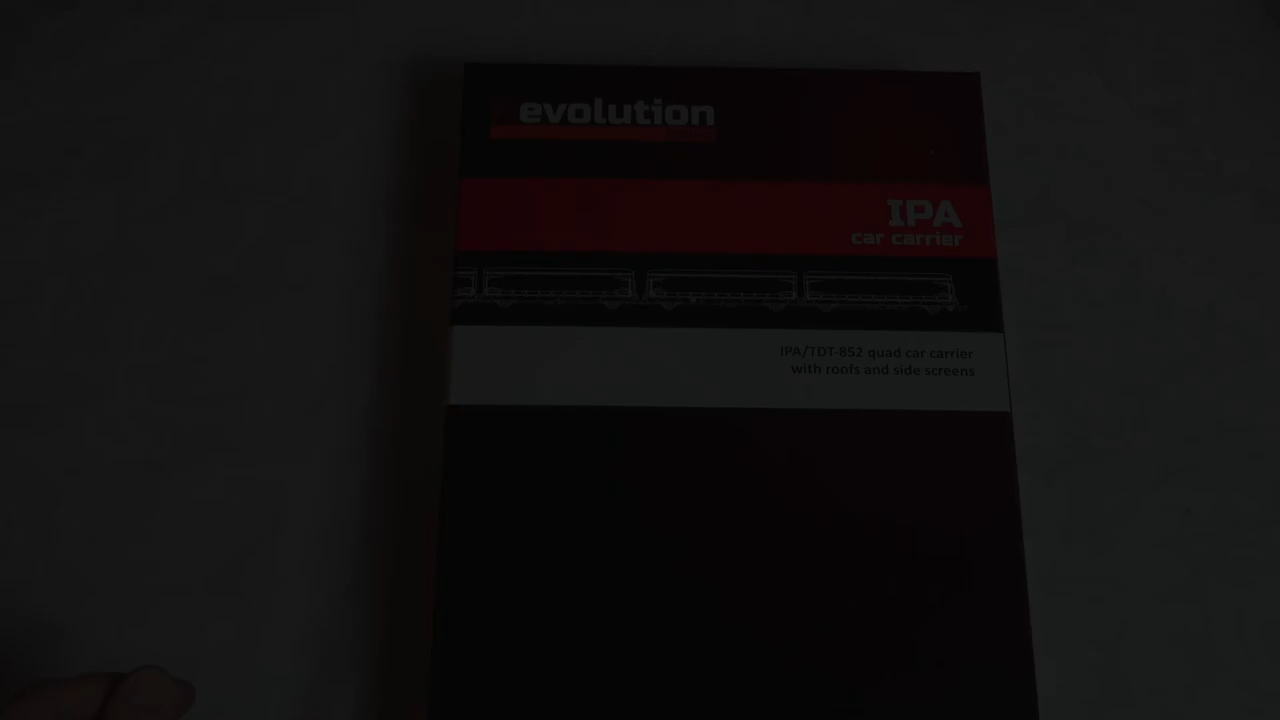 evolution
IPA
car carrier
IPA/TDT-852 quad car carrier
with roofs and side screens